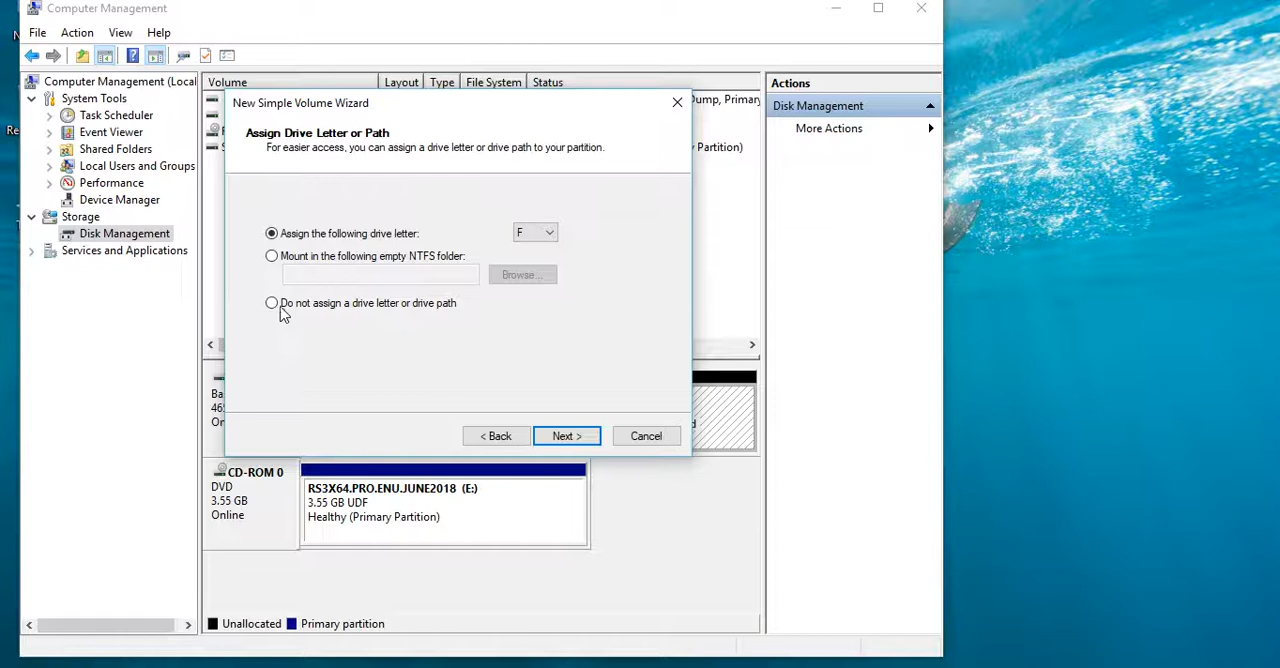 N
Re
Computer Management
File Action View Help
Computer Management (Local
System Tools
Task Scheduler
Event Viewer
Shared Folders
Local Users and Groups
Performance
Device Manager
Storage
Disk Management
Services and Applications
Volume Layout Type File System Status
Dump, Primary
Partition)
New Simple Volume Wizard
Assign Drive Letter or Path
For easier access, you can assign a drive letter or drive path to your partition.
Assign the following drive letter: F
Mount in the following empty NTFS folder:
Browse...
Do not assign a drive letter or drive path
< Back Next > Cancel
Ba
46
On
CD-ROM 0
DVD
3.55 GB
Online
RS3X64.PRO.ENU.JUNE2018 (E:)
3.55 GB UDF
Healthy (Primary Partition)
Unallocated Primary partition
Actions
Disk Management
More Actions